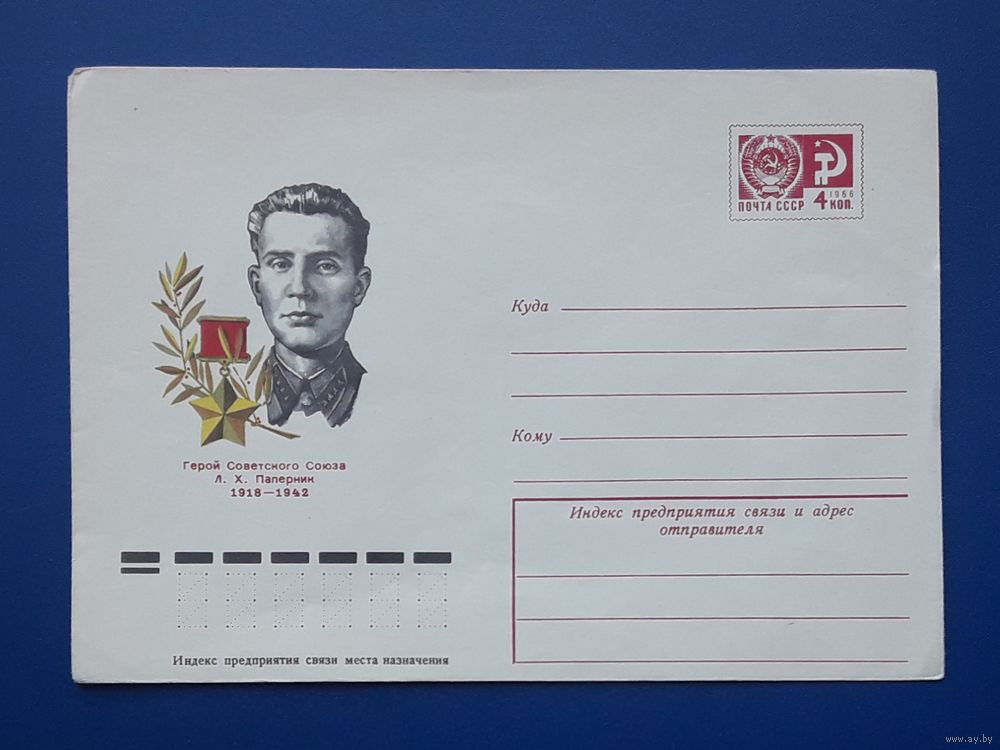 1966
ПОЧТА СССР 4 КОП.
Куда
Герой Советского Союза
Л. Х. Паперник
1918—1942
Кому
Индекс предприятия связи и адрес
отправителя
Индекс предприятия связи места назначения
www.ay.by